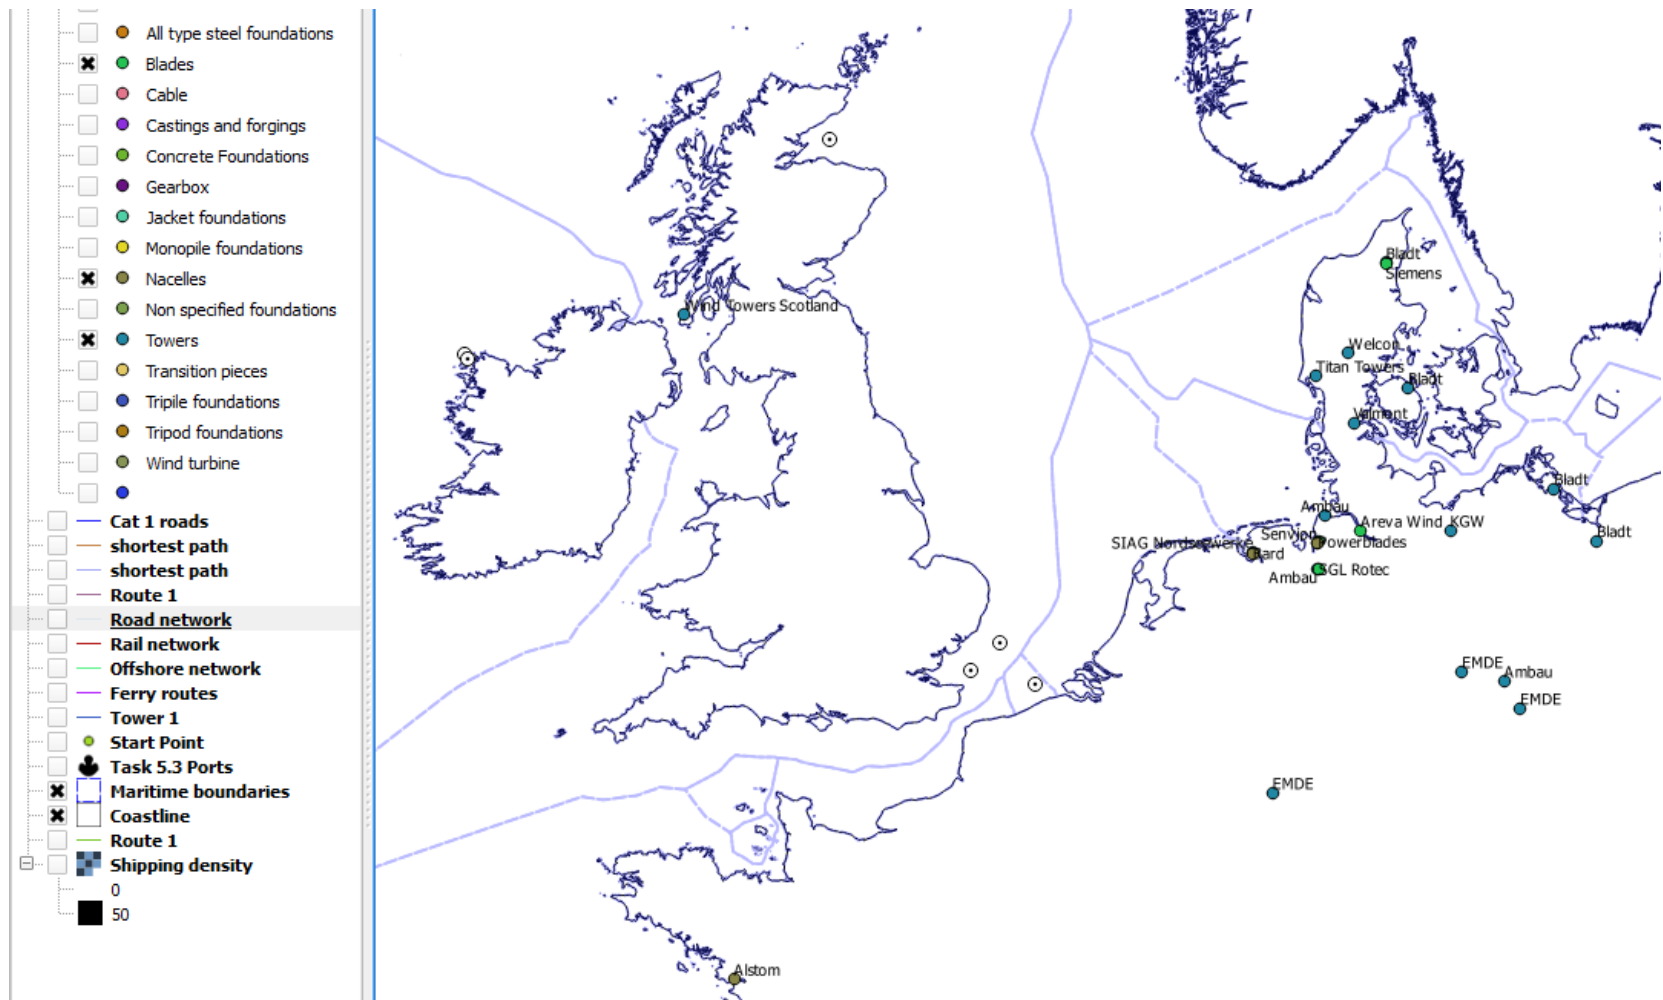 All type steel foundations
Blades
Cable
Castings and forgings
Concrete Foundations
Gearbox
Jacket foundations
Monopile foundations
Nacelles
Non specified foundations
Towers
Transition pieces
Tripile foundations
Tripod foundations
Wind turbine
Cat 1 roads
shortest path
shortest path
Route 1
Road network
Rail network
Offshore network
Ferry routes
Tower 1
Start Point
Task 5.3 Ports
Maritime boundaries
Coastline
Route 1
Shipping density
0
50
Bladt
Siemens
Wind Towers Scotland
Welcon
Titan Towers
Bladt
Valmont
Bladt
Ambau
Areva Wind
KGW
Bladt
Senvion
Powerblades
SIAG Nordseewerke
Bard
Ambau
SGL Rotec
EMDE
Ambau
EMDE
EMDE
Alstom